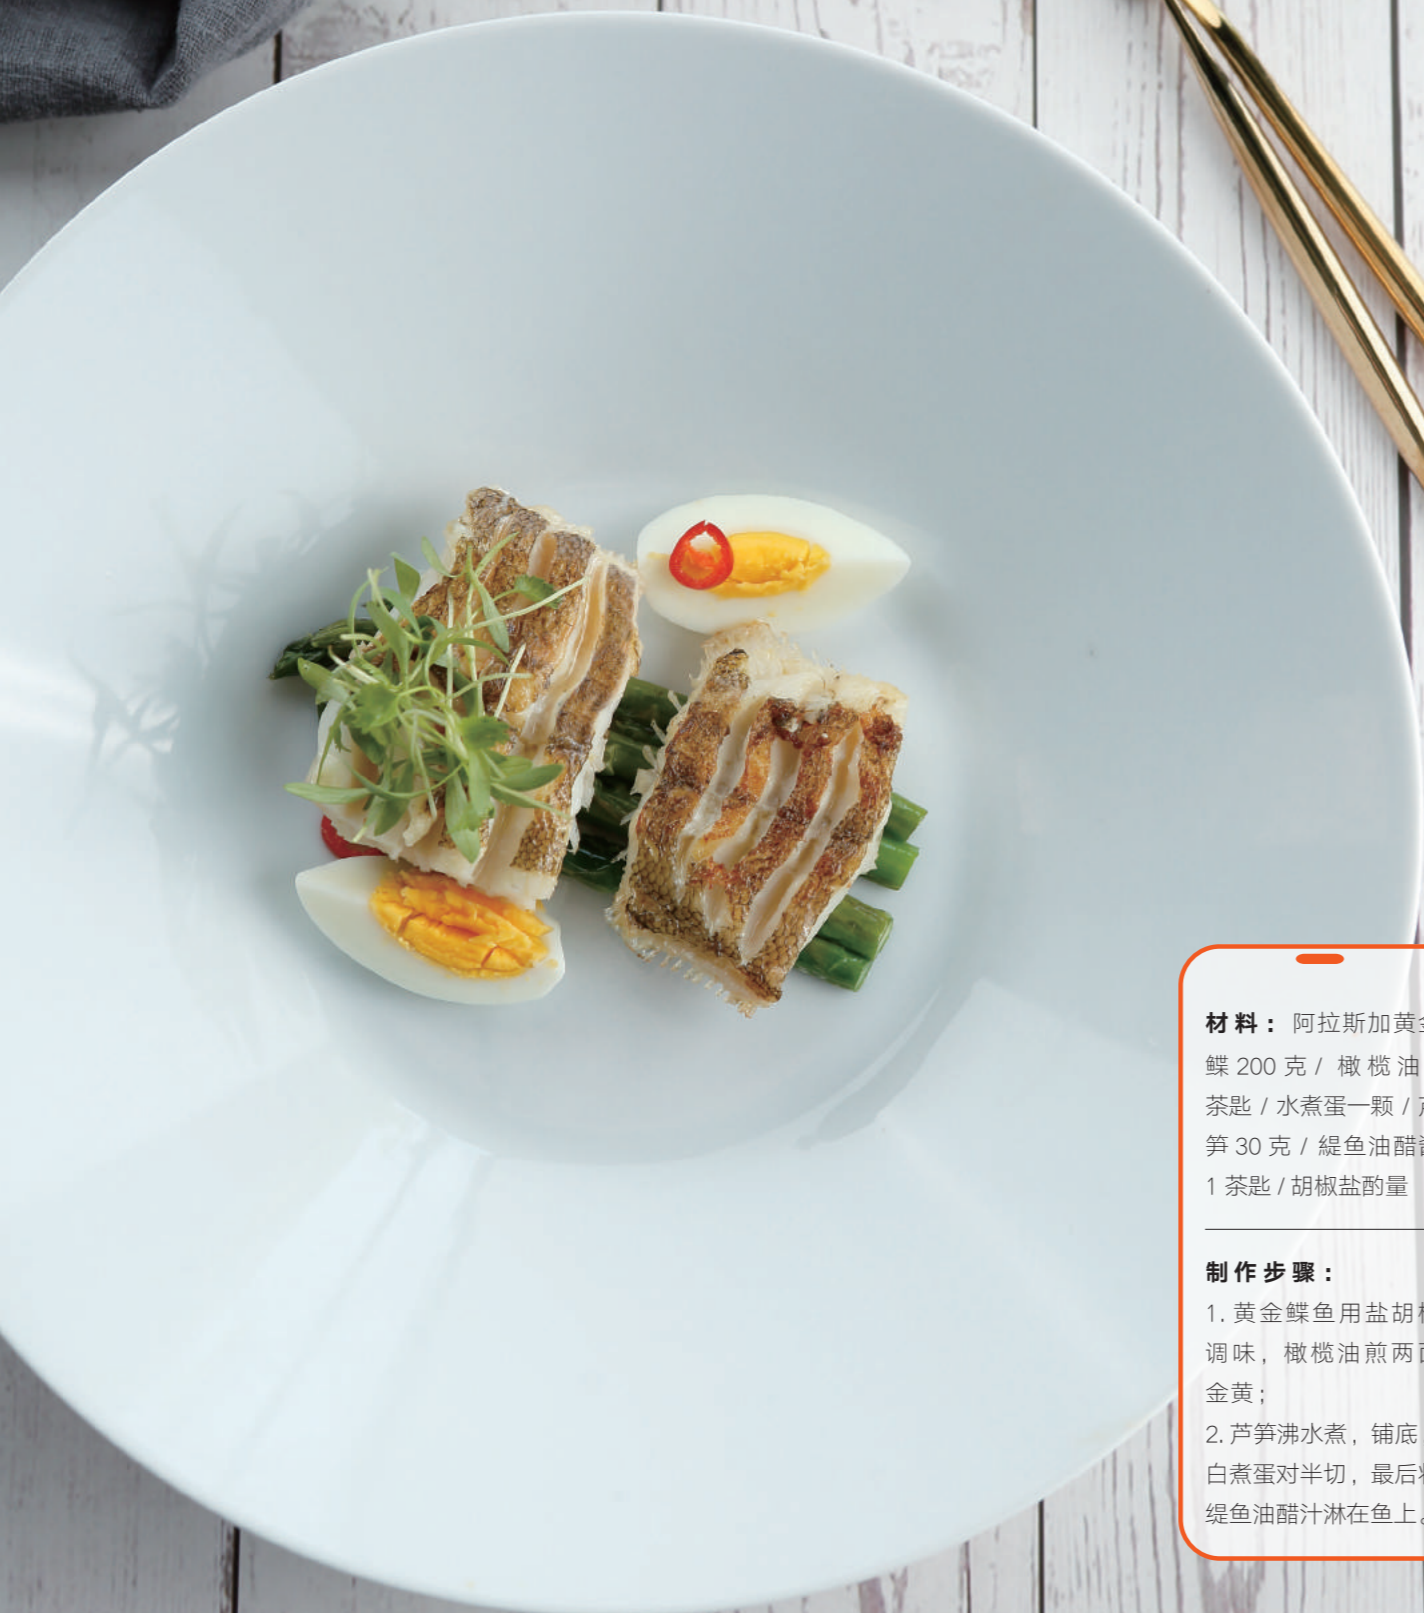 材料：阿拉斯加黄
鲽 200 克 / 橄榄油
茶匙 / 水煮蛋一颗 /
笋 30 克 / 緹鱼油醋
1 茶匙 / 胡椒盐酌量
制作步骤：
1. 黄金鲽鱼用盐胡
调味，橄榄油煎两
金黄；
2. 芦笋沸水煮，铺底
白煮蛋对半切，最后
缇鱼油醋汁淋在鱼上。